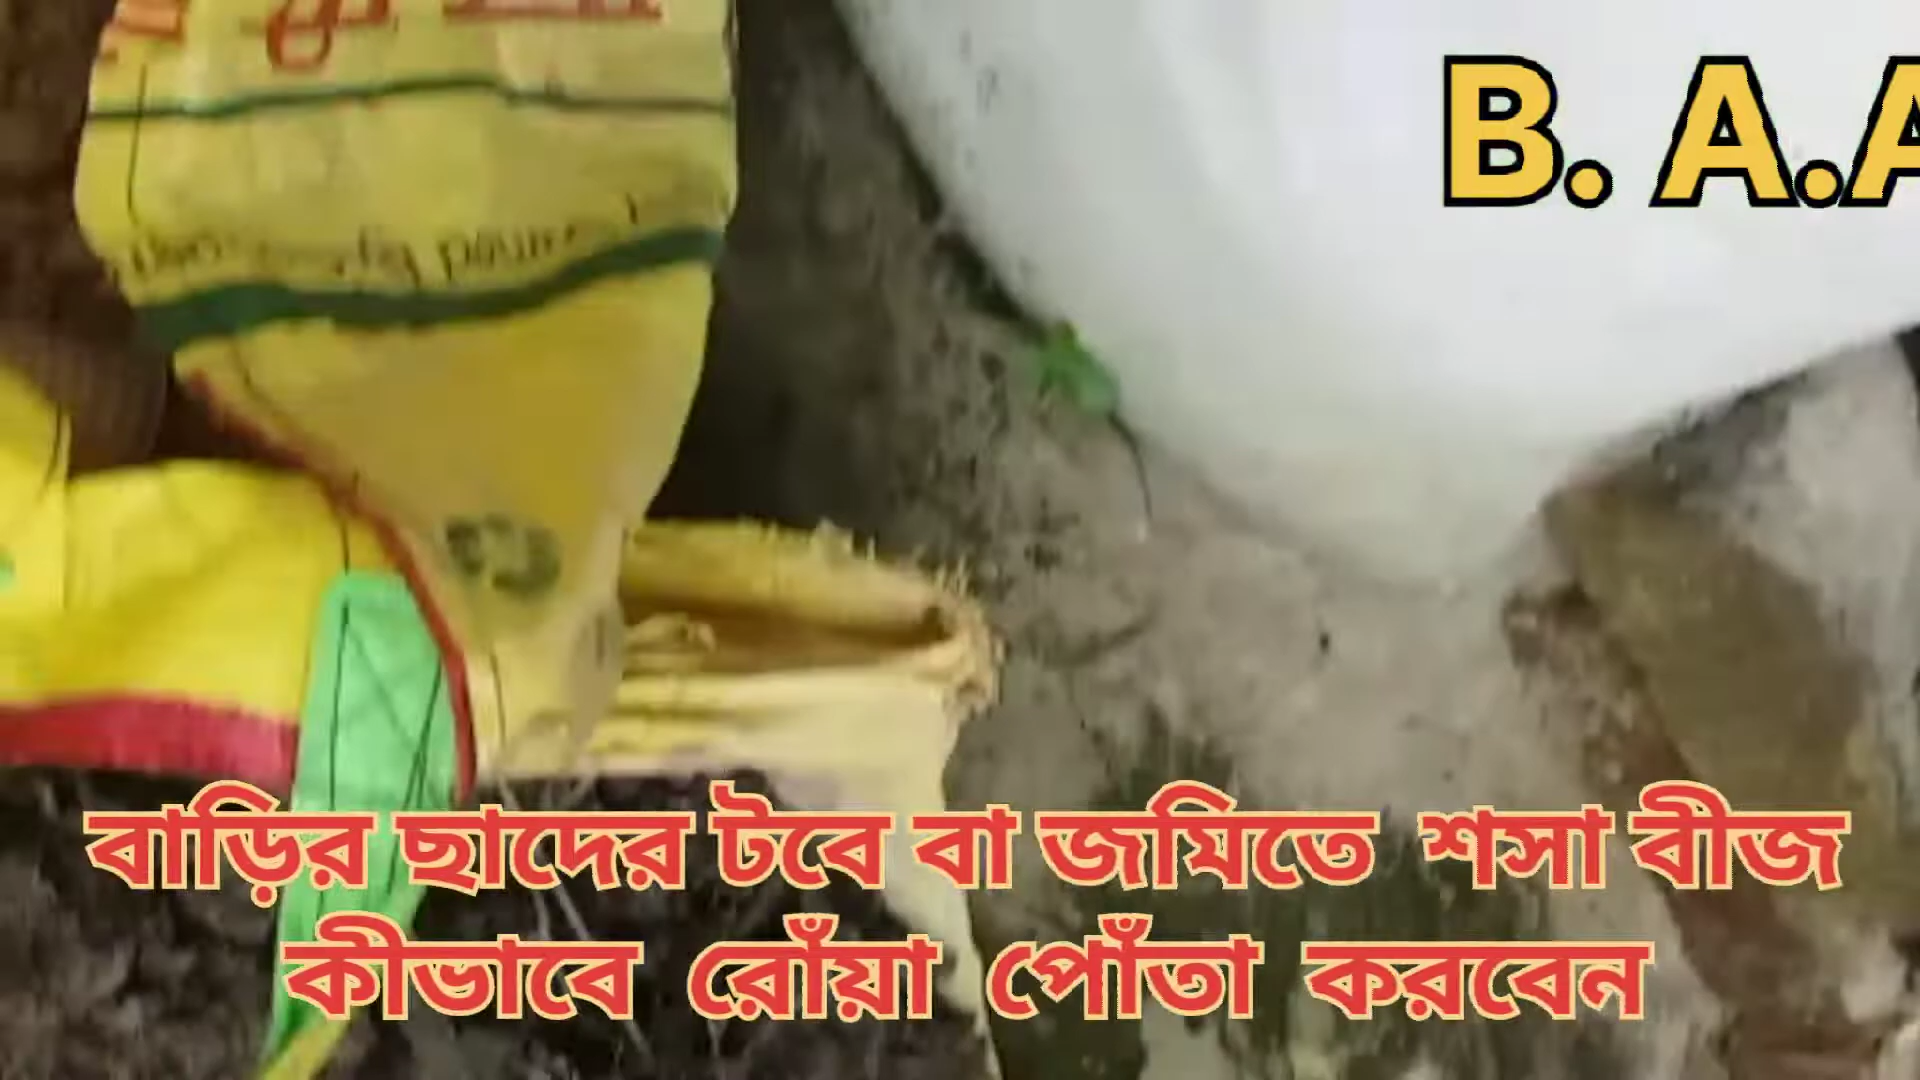 B. A.A
বাড়ির ছাদের টবে বা জমিতে শসা বীজ
কীভাবে রোঁয়া পোঁতা করবেন